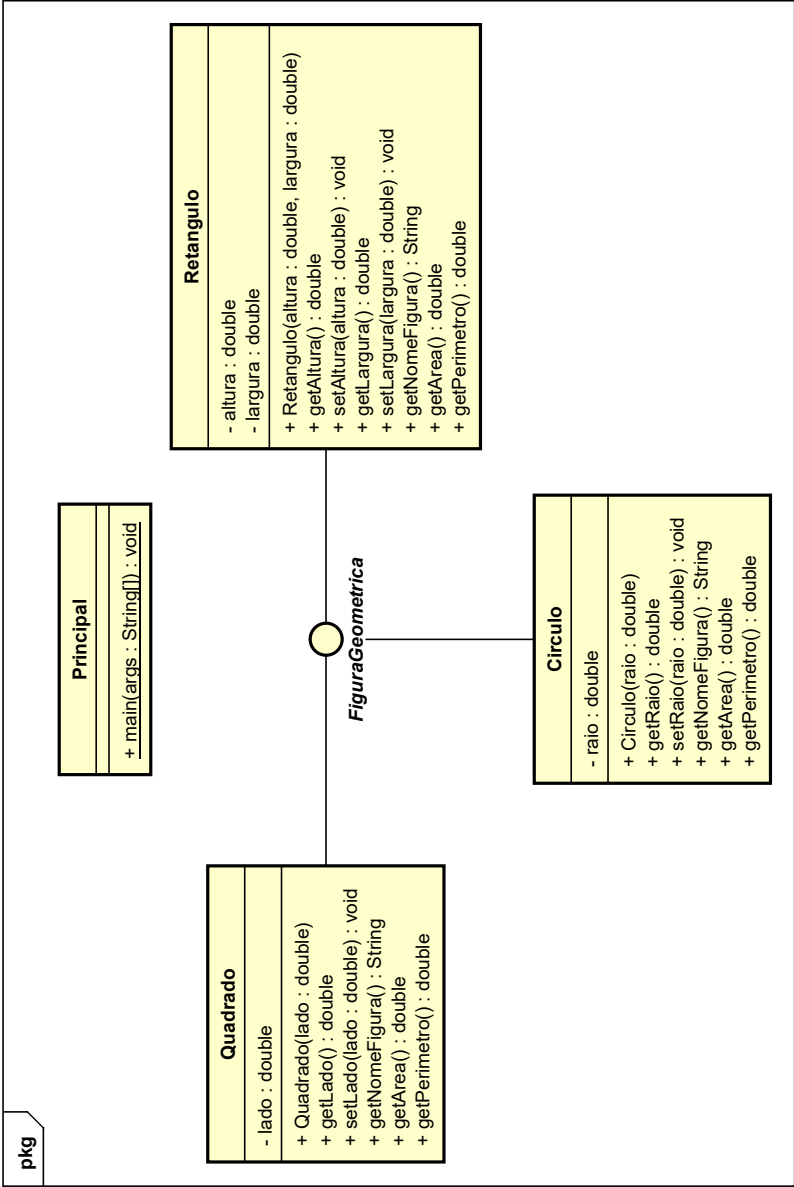 pkg
Principal
+ main(args : String[]) : void
Quadrado
- lado : double
+ Quadrado(lado : double)
+ getLado() : double
+ setLado(lado : double) : void
+ getNomeFigura() : String
+ getArea() : double
+ getPerimetro() : double
FiguraGeometrica
Retangulo
- altura : double
- largura : double
+ Retangulo(altura : double, largura : double)
+ getAltura() : double
+ setAltura(altura : double) : void
+ getLargura() : double
+ setLargura(largura : double) : void
+ getNomeFigura() : String
+ getArea() : double
+ getPerimetro() : double
Circulo
- raio : double
+ Circulo(raio : double)
+ getRaio() : double
+ setRaio(raio : double) : void
+ getNomeFigura() : String
+ getArea() : double
+ getPerimetro() : double